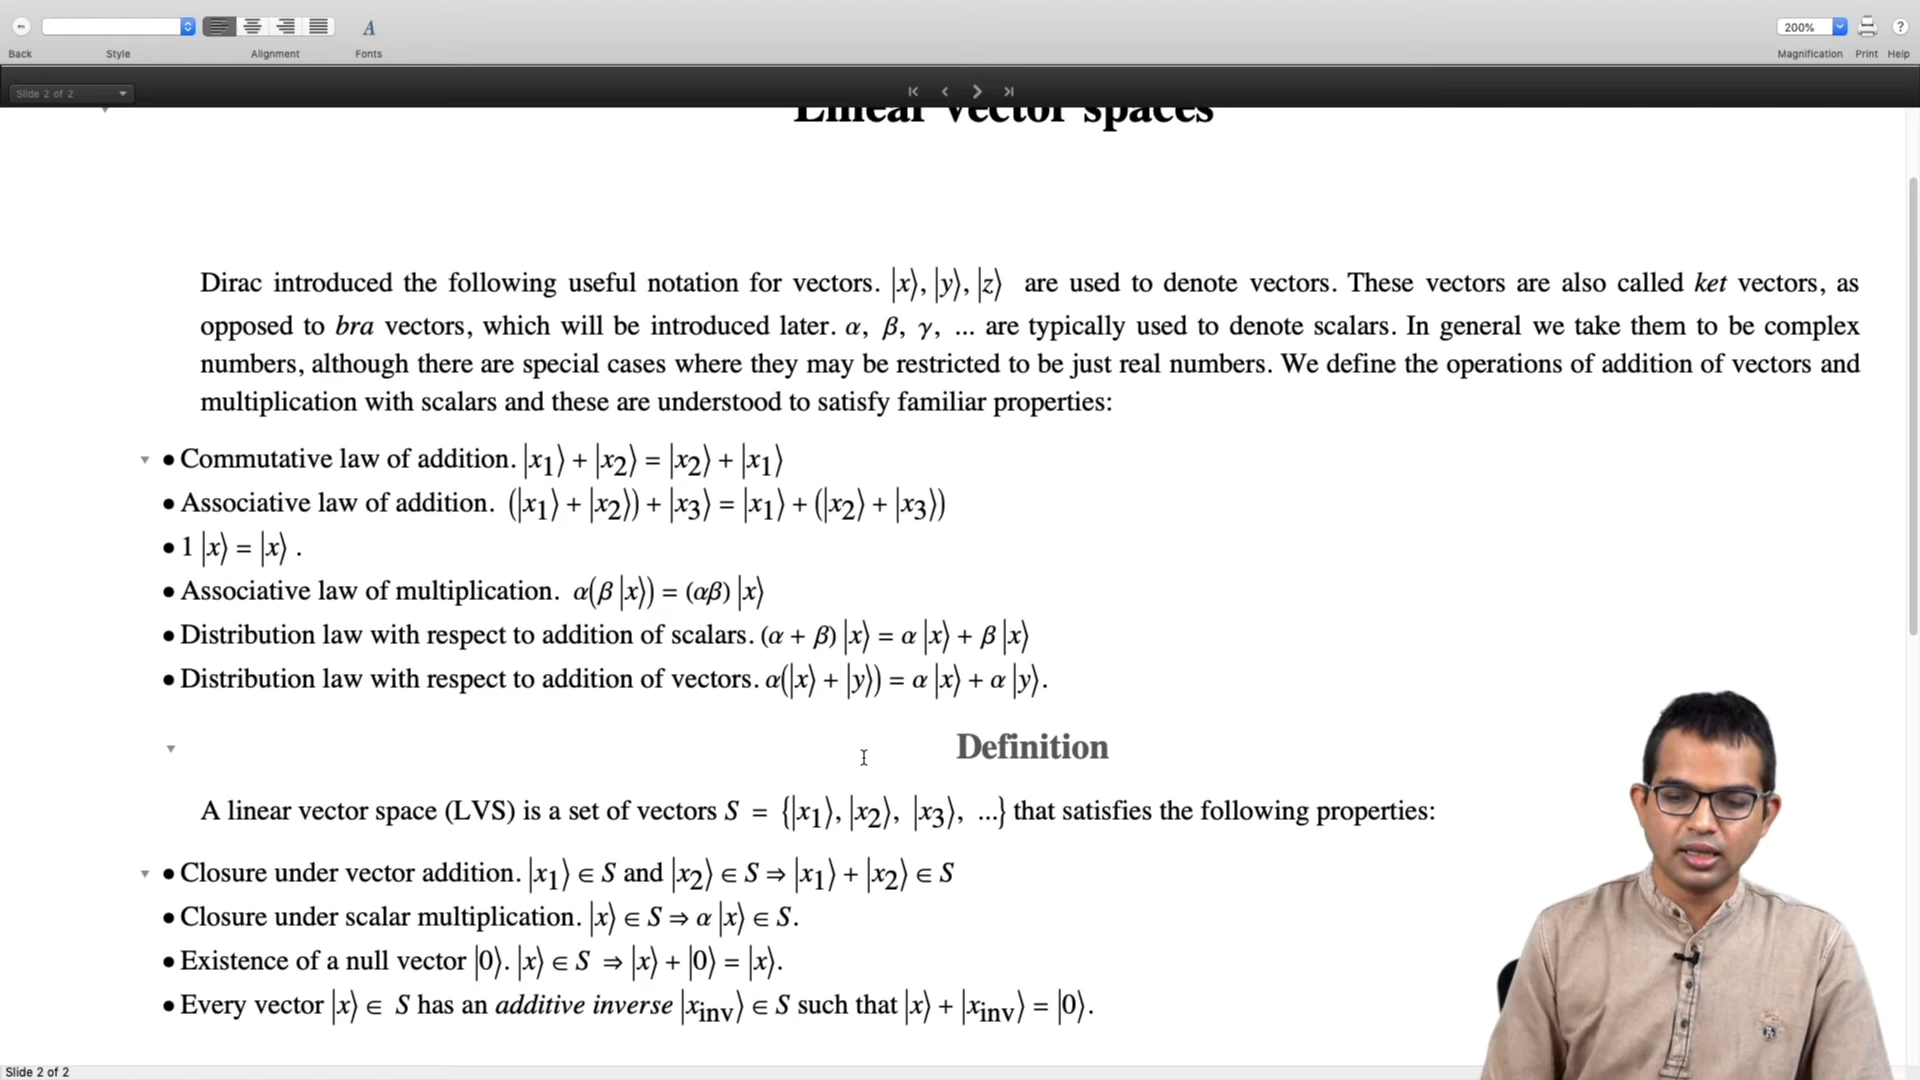 200%
Back Style Alignment Fonts Magnification Print Help
Slide 2 of 2
Linear vector spaces
Dirac introduced the following useful notation for vectors. |x⟩, |y⟩, |z⟩ are used to denote vectors. These vectors are also called ket vectors, as
opposed to bra vectors, which will be introduced later. α, β, γ, ... are typically used to denote scalars. In general we take them to be complex
numbers, although there are special cases where they may be restricted to be just real numbers. We define the operations of addition of vectors and
multiplication with scalars and these are understood to satisfy familiar properties:
● Commutative law of addition. |x₁⟩ + |x₂⟩ = |x₂⟩ + |x₁⟩
● Associative law of addition. (|x₁⟩ + |x₂⟩) + |x₃⟩ = |x₁⟩ + (|x₂⟩ + |x₃⟩)
● 1 |x⟩ = |x⟩ .
● Associative law of multiplication. α(β |x⟩) = (αβ) |x⟩
● Distribution law with respect to addition of scalars. (α + β) |x⟩ = α |x⟩ + β |x⟩
● Distribution law with respect to addition of vectors. α(|x⟩ + |y⟩) = α |x⟩ + α |y⟩.
Definition
A linear vector space (LVS) is a set of vectors S = {|x₁⟩, |x₂⟩, |x₃⟩, ...} that satisfies the following properties:
● Closure under vector addition. |x₁⟩ ∈ S and |x₂⟩ ∈ S ⇒ |x₁⟩ + |x₂⟩ ∈ S
● Closure under scalar multiplication. |x⟩ ∈ S ⇒ α |x⟩ ∈ S.
● Existence of a null vector |0⟩. |x⟩ ∈ S ⇒ |x⟩ + |0⟩ = |x⟩.
● Every vector |x⟩ ∈ S has an additive inverse |x_inv⟩ ∈ S such that |x⟩ + |x_inv⟩ = |0⟩.
Slide 2 of 2